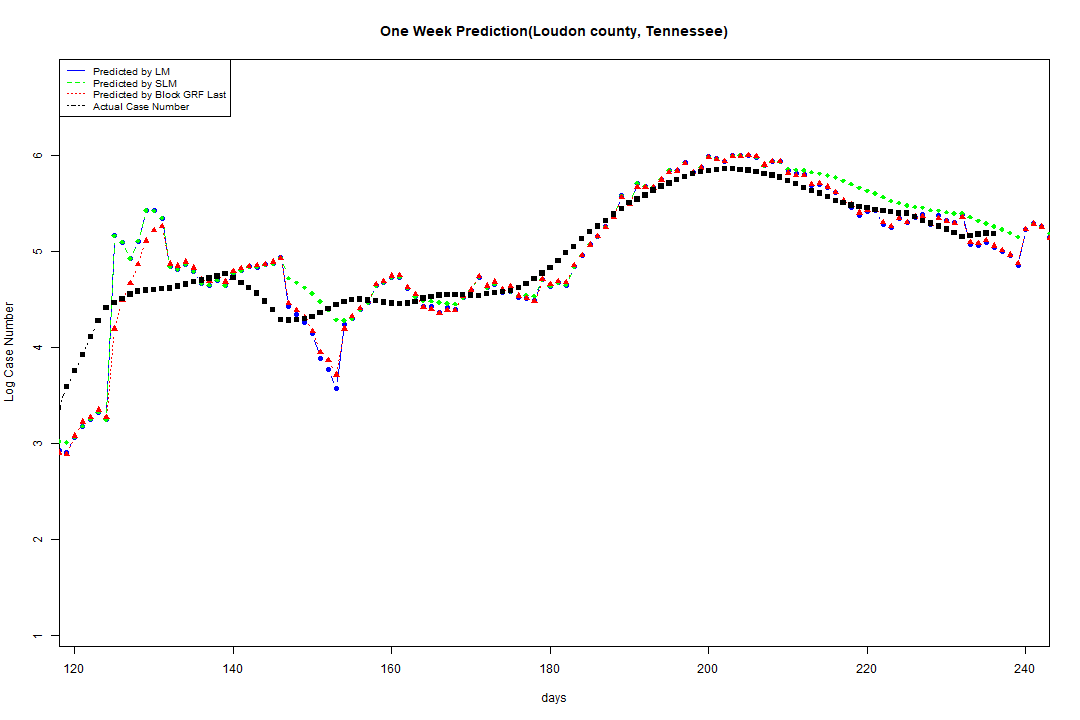 One Week Prediction(Loudon county, Tennessee)
Predicted by LM
Predicted by SLM
Predicted by Block GRF Last
Actual Case Number
6
5
4
3
2
1
Log Case Number
120 140 160 180 200 220 240
days